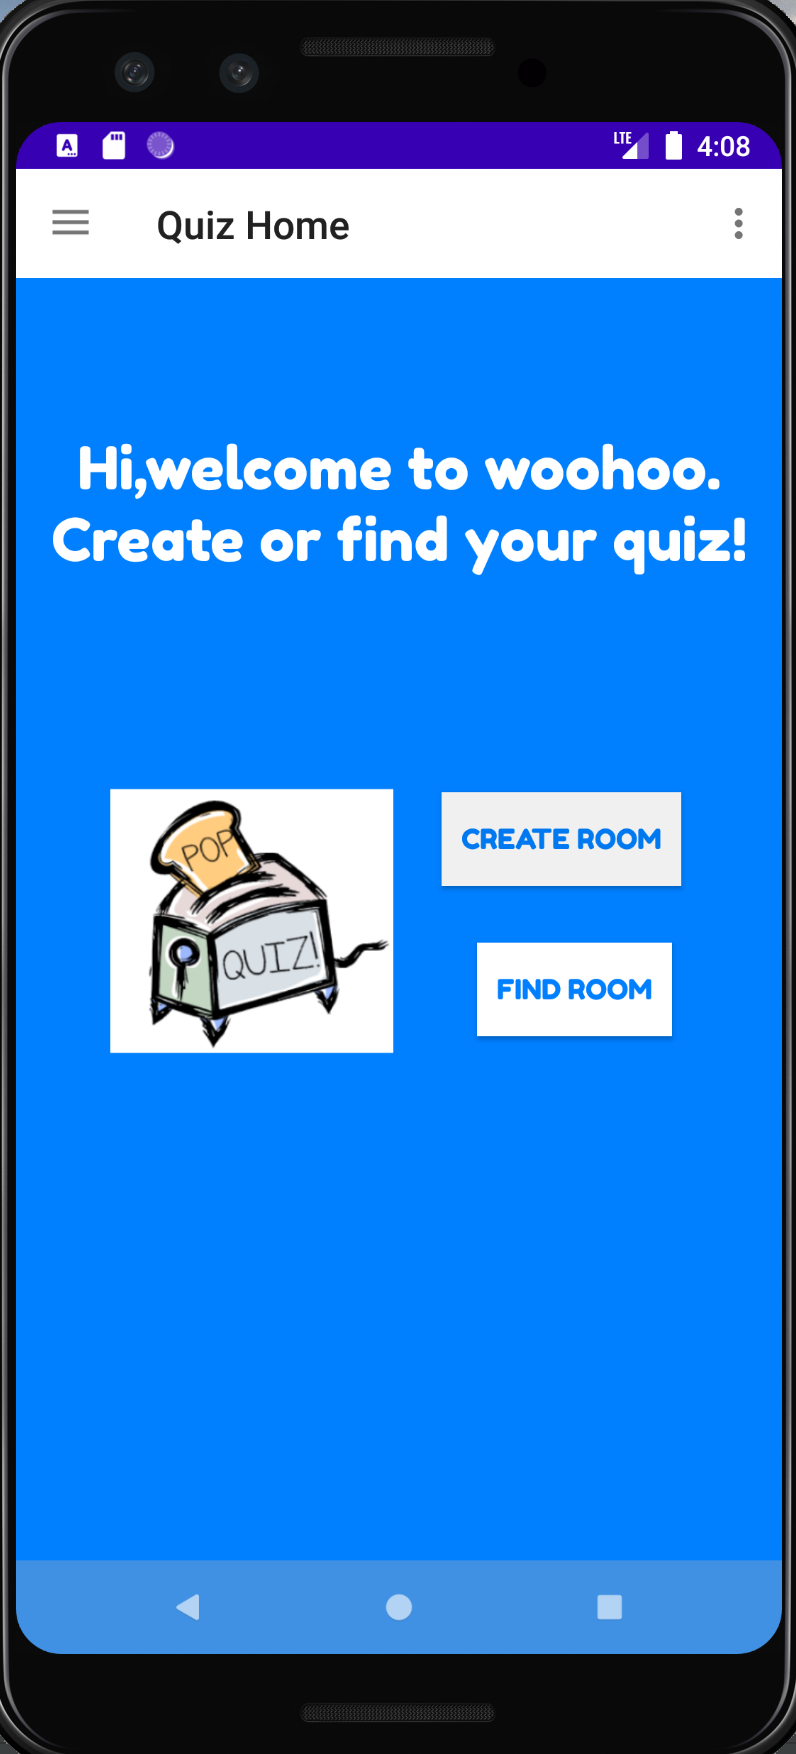 LTE 4:08
Quiz Home
Hi,welcome to woohoo.
Create or find your quiz!
POP
QUIZ!
CREATE ROOM
FIND ROOM